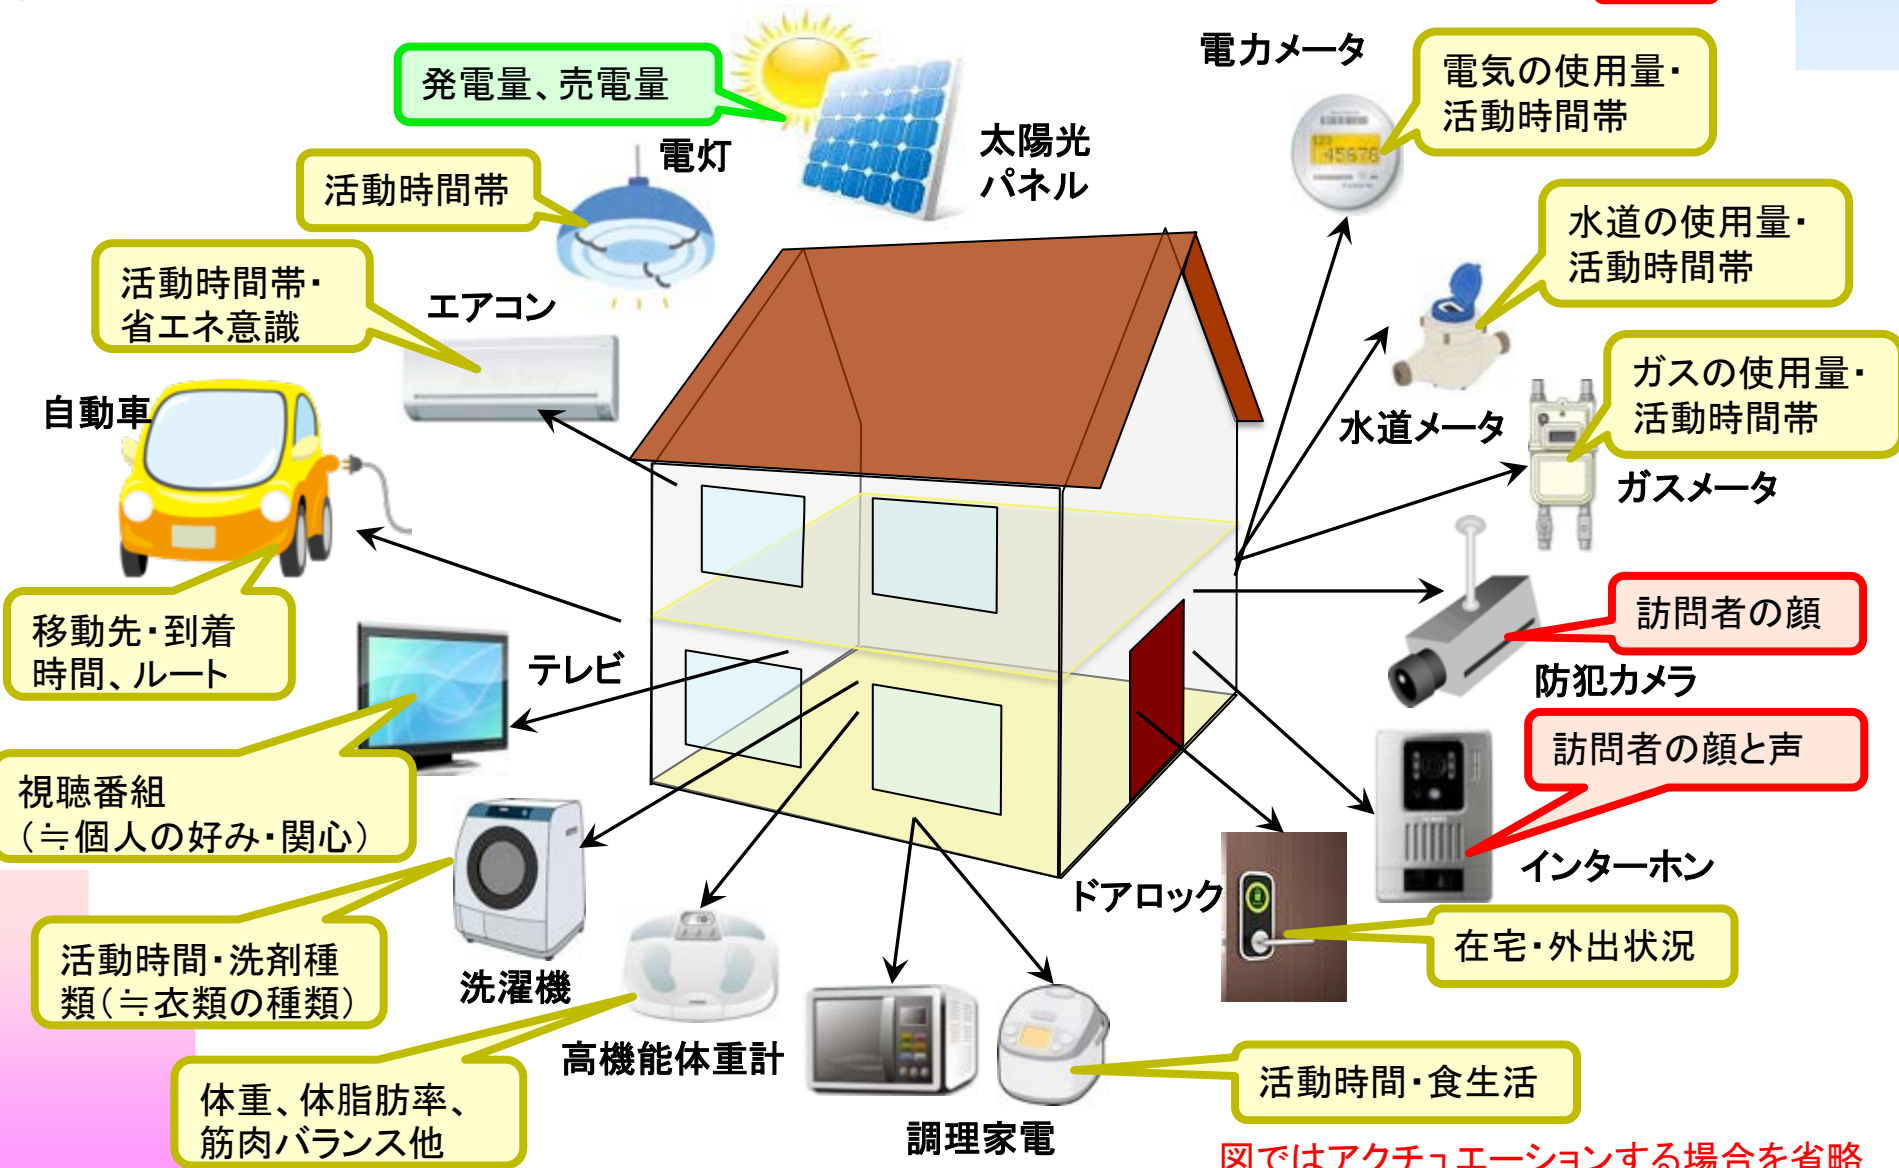 電力メータ
電気の使用量・
活動時間帯
発電量、売電量
太陽光
パネル
電灯
活動時間帯
水道の使用量・
活動時間帯
活動時間帯・
省エネ意識
エアコン
ガスの使用量・
活動時間帯
自動車
水道メータ
ガスメータ
訪問者の顔
移動先・到着
時間、ルート
テレビ
防犯カメラ
訪問者の顔と声
視聴番組
(≒個人の好み・関心)
インターホン
ドアロック
在宅・外出状況
活動時間・洗剤種
類(≒衣類の種類)
洗濯機
高機能体重計
活動時間・食生活
体重、体脂肪率、
筋肉バランス他
調理家電
図ではアクチュエーションする場合を省略